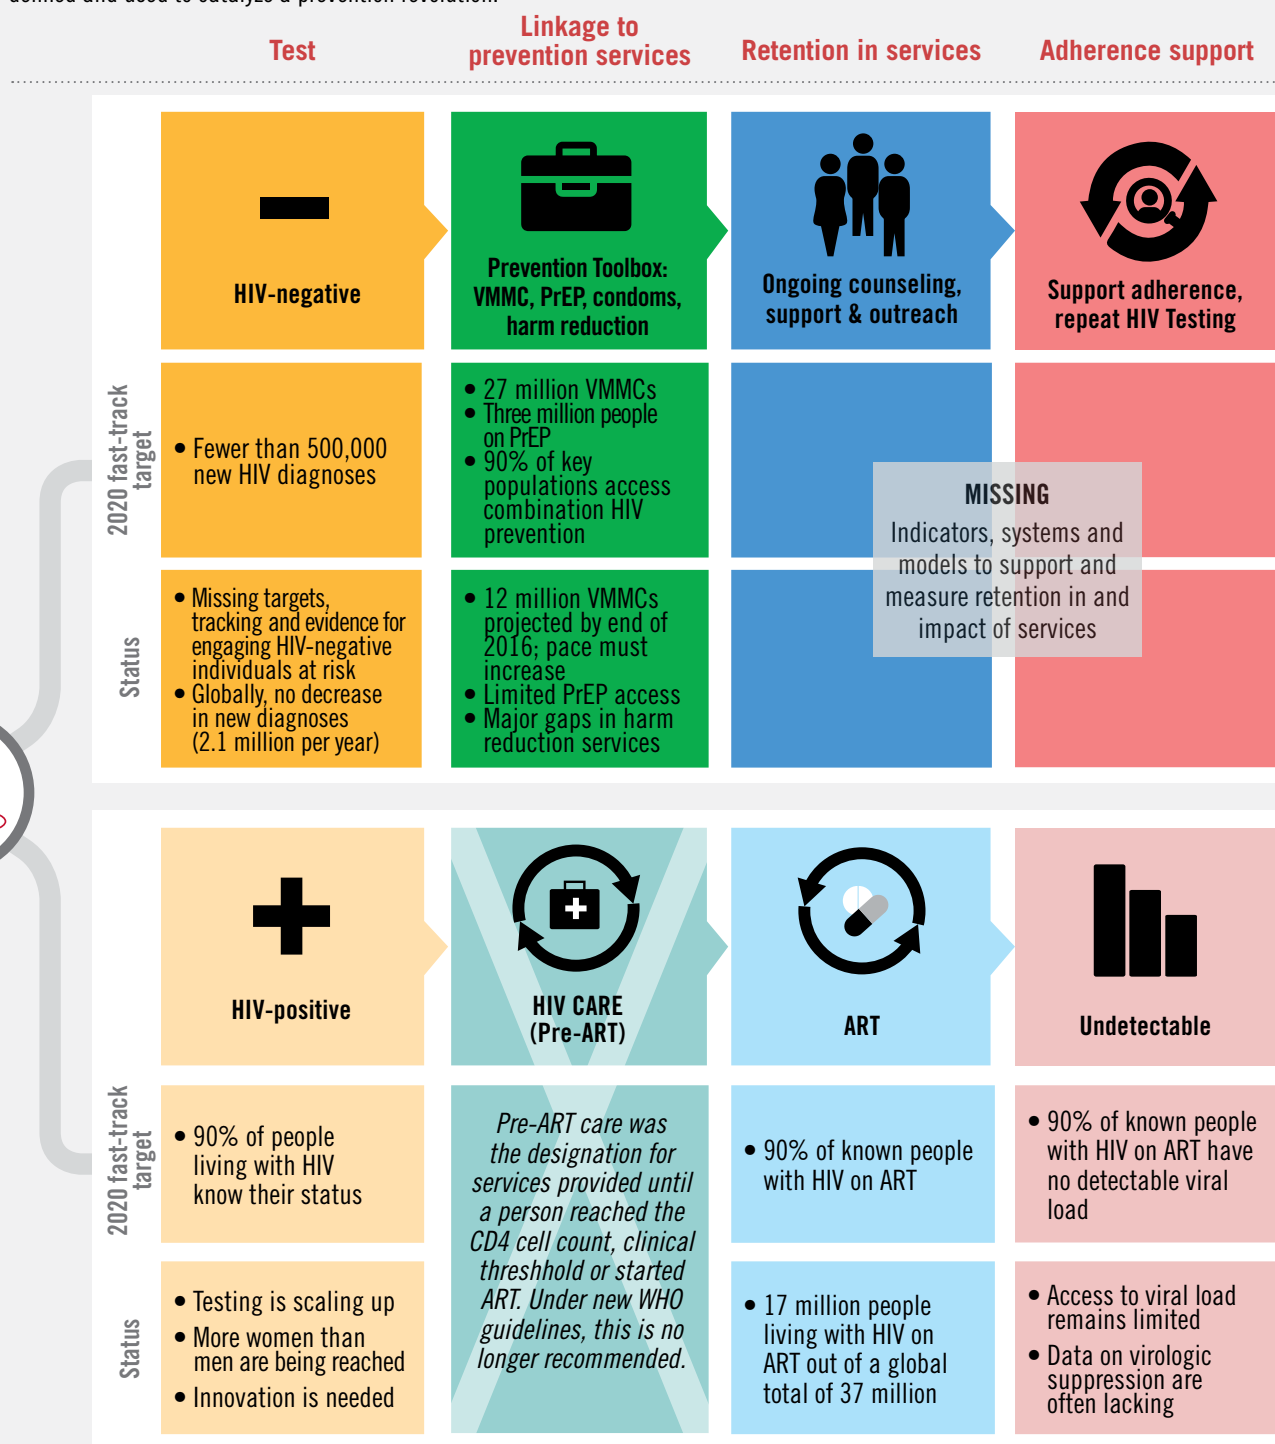 defined and used to catalyze a prevention revolution.
Test
Linkage to
prevention services
Retention in services
Adherence support
HIV-negative
Prevention Toolbox:
VMMC, PrEP, condoms,
harm reduction
Ongoing counseling,
support & outreach
Support adherence,
repeat HIV Testing
2020 fast-track
target
• Fewer than 500,000
new HIV diagnoses
• 27 million VMMCs
• Three million people
on PrEP
• 90% of key
populations access
combination HIV
prevention
MISSING
Indicators, systems and
models to support and
measure retention in and
impact of services
Status
• Missing targets,
tracking and evidence for
engaging HIV-negative
individuals at risk
• Globally, no decrease
in new diagnoses
(2.1 million per year)
• 12 million VMMCs
projected by end of
2016; pace must
increase
• Limited PrEP access
• Major gaps in harm
reduction services
HIV-positive
HIV CARE
(Pre-ART)
ART
Undetectable
2020 fast-track
target
• 90% of people
living with HIV
know their status
Pre-ART care was
the designation for
services provided until
a person reached the
CD4 cell count, clinical
threshhold or started
ART. Under new WHO
guidelines, this is no
longer recommended.
• 90% of known people
with HIV on ART
• 90% of known people
with HIV on ART have
no detectable viral
load
Status
• Testing is scaling up
• More women than
men are being reached
• Innovation is needed
• 17 million people
living with HIV on
ART out of a global
total of 37 million
• Access to viral load
remains limited
• Data on virologic
suppression are
often lacking